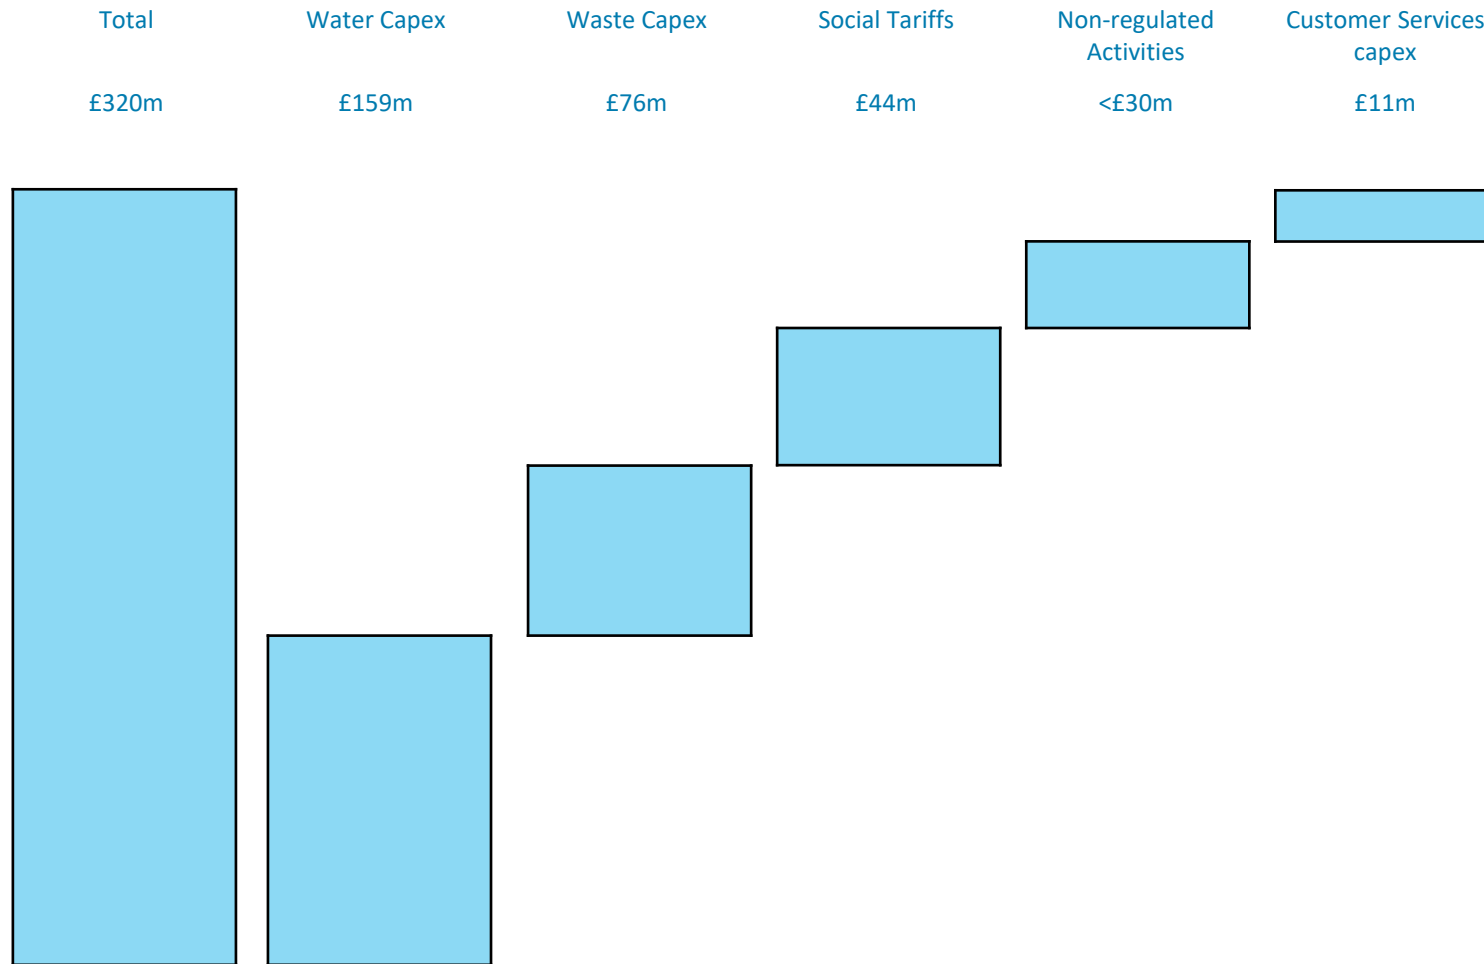 Total
Water Capex
Waste Capex
Social Tariffs
Non-regulated
Activities
Customer Services
capex
£320m
£159m
£76m
£44m
<£30m
£11m